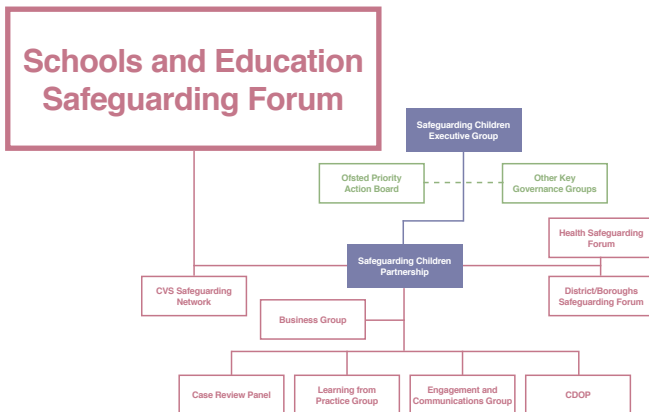 Schools and Education
Safeguarding Forum
Safeguarding Children
Executive Group
Ofsted Priority
Action Board
Other Key
Governance Groups
Health Safeguarding
Forum
Safeguarding Children
Partnership
CVS Safeguarding
Network
District/Boroughs
Safeguarding Forum
Business Group
Case Review Panel
Learning from
Practice Group
Engagement and
Communications Group
CDOP